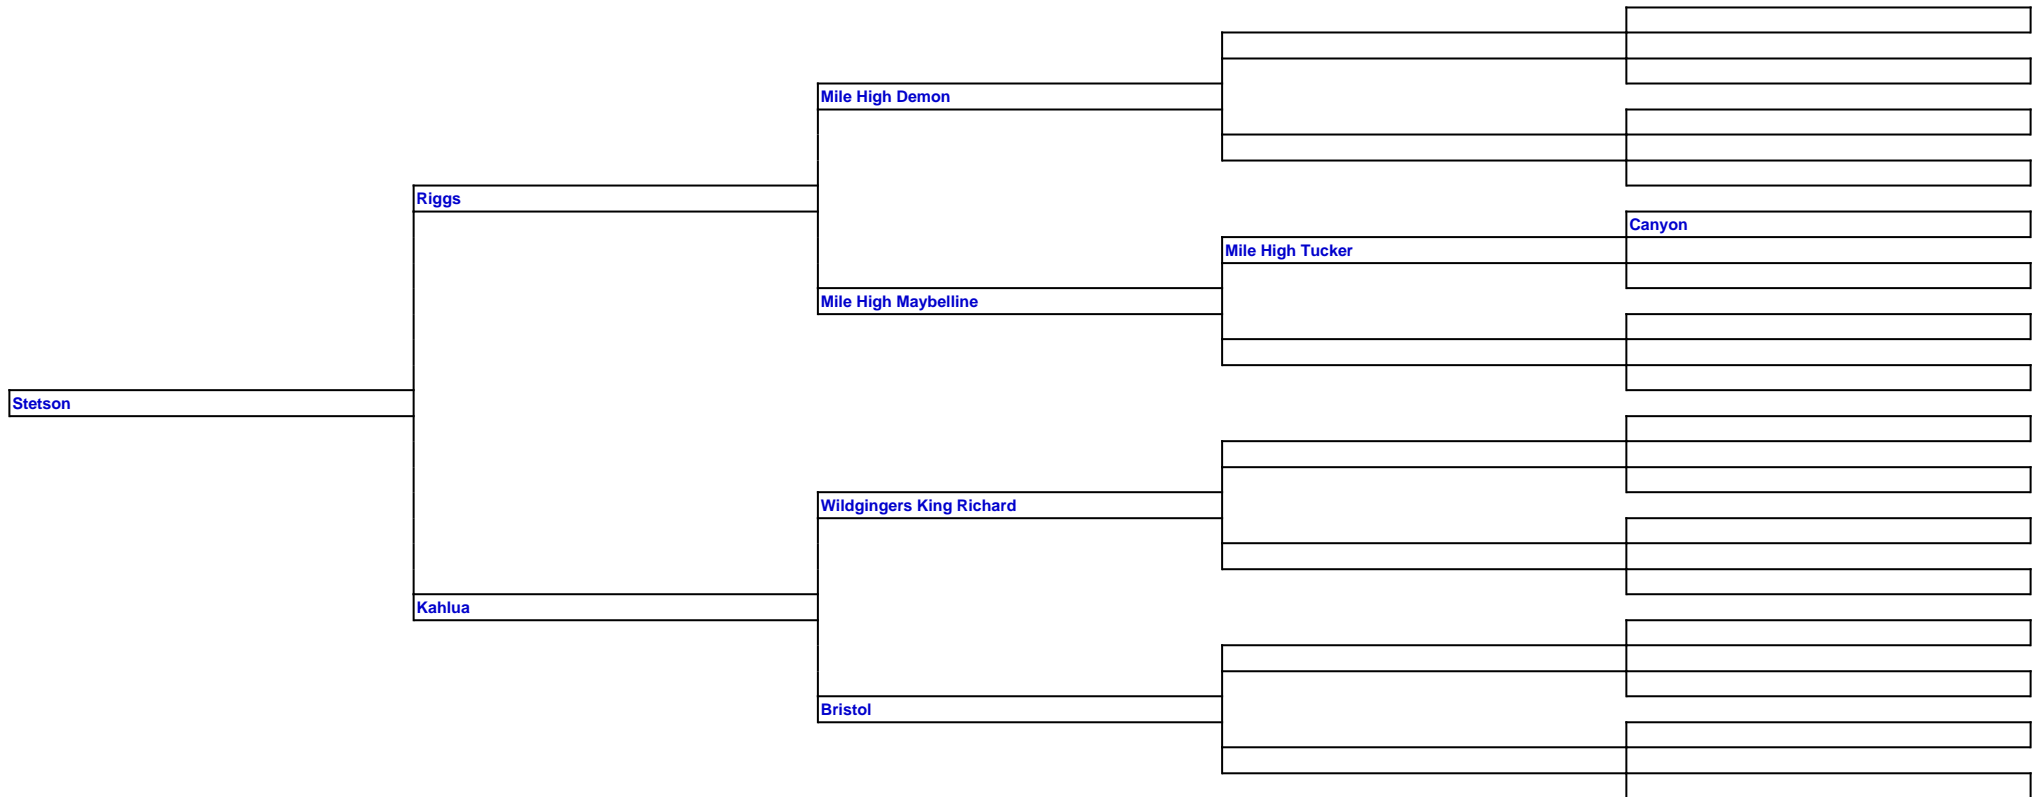 Mile High Demon
Riggs
Canyon
Mile High Tucker
Mile High Maybelline
Stetson
Wildgingers King Richard
Kahlua
Bristol